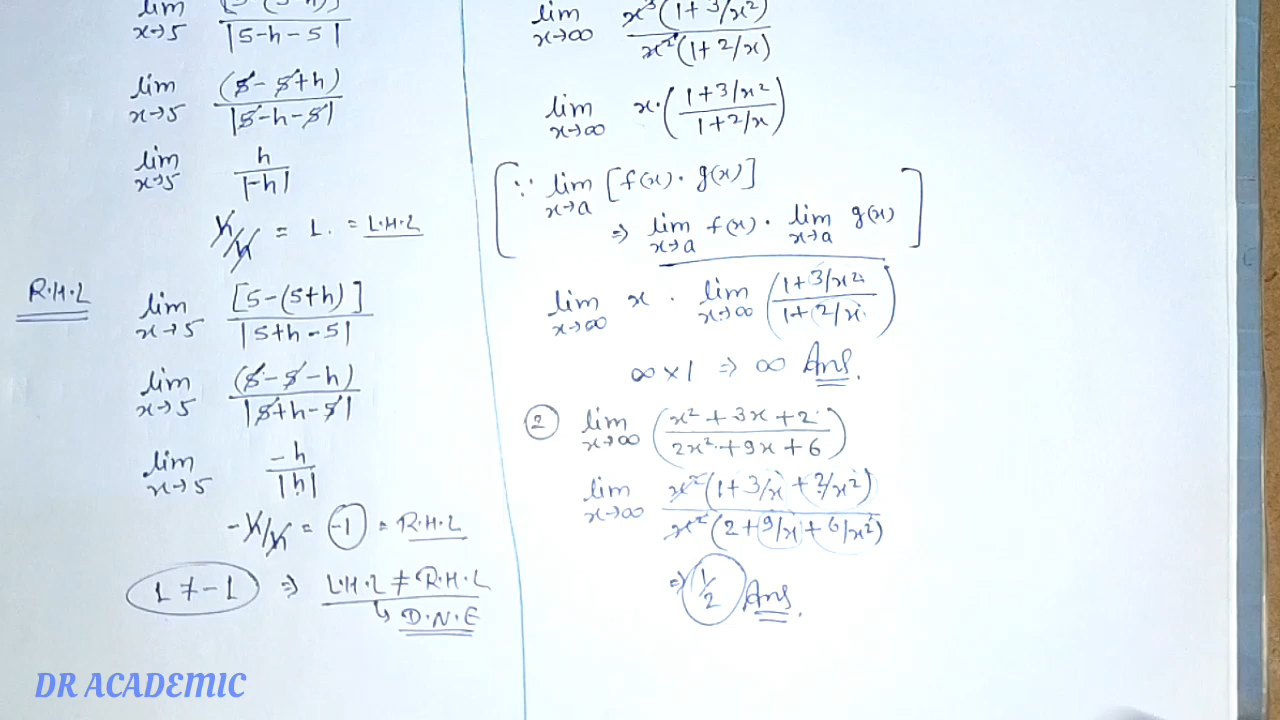 lim x→5 [5-(5-h)] / |5-h-5|
lim x→5 (5-5+h) / |5-h-5|
lim x→5 h / |-h|
h/h = 1. = L.H.L
R.H.L lim x→5 [5-(5+h)] / |5+h-5|
lim x→5 (5-5-h) / |5+h-5|
lim x→5 -h / |h|
-h/h = -1 = R.H.L
1 ≠ -1 ⇒ L.H.L ≠ R.H.L
↳ D.N.E
lim x→∞ x³(1+3/x²) / x²(1+2/x)
lim x→∞ x·(1+3/x² / 1+2/x)
[∵ lim x→a [f(x)·g(x)]
⇒ lim x→a f(x) · lim x→a g(x)]
lim x→∞ x · lim x→∞ (1+3/x² / 1+2/x)
∞×1 ⇒ ∞ Ans.
② lim x→∞ (x²+3x+2 / 2x²+9x+6)
lim x→∞ x²(1+3/x+2/x²) / x²(2+9/x+6/x²)
⇒ 1/2 Ans.
DR ACADEMIC